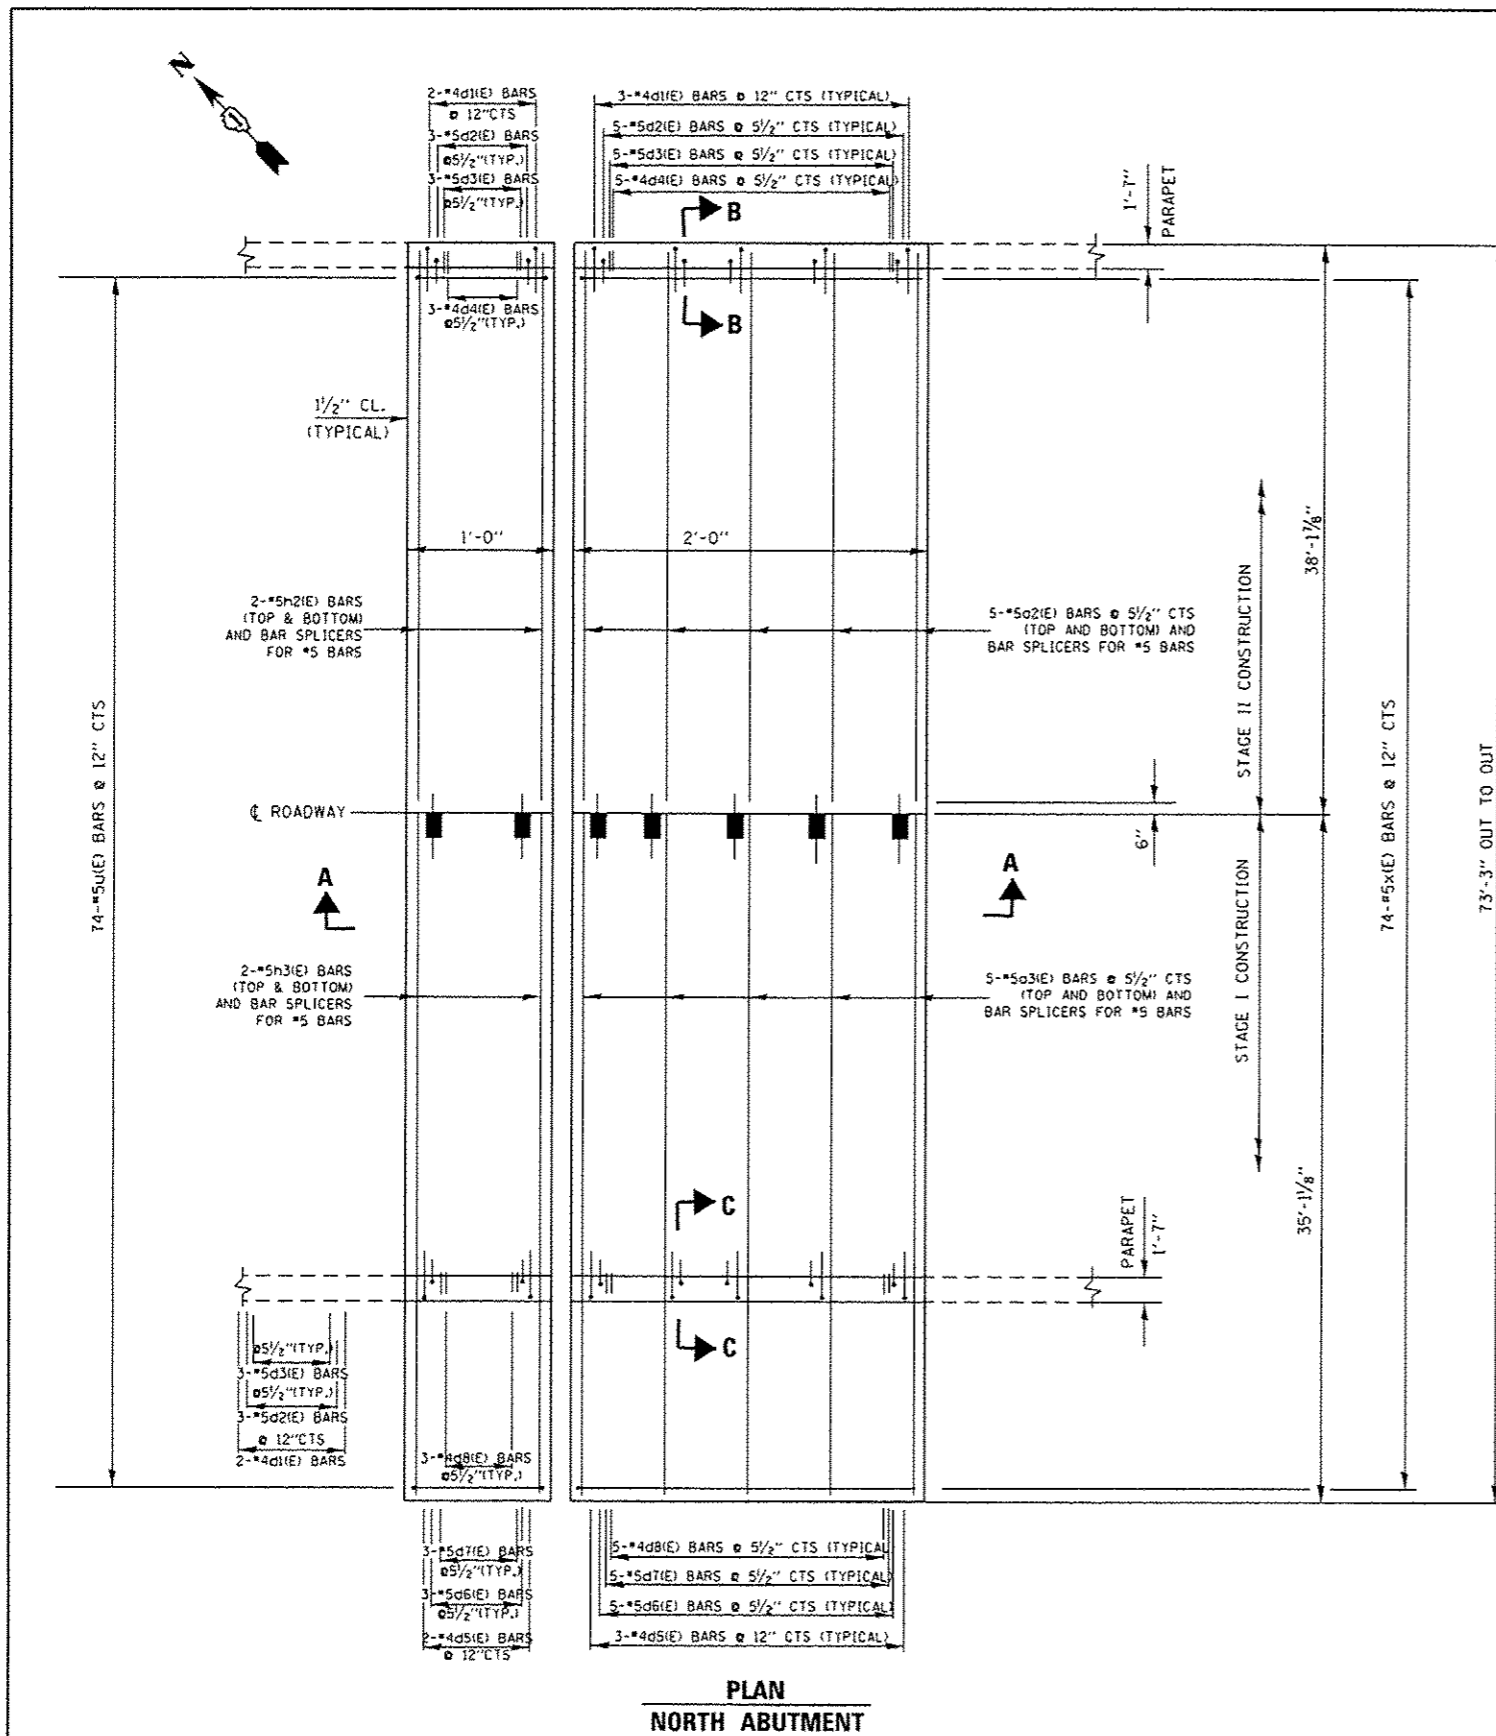 N
2-#4d1(E) BARS
@ 12"CTS
3-#5d2(E) BARS
@5½"(TYP.)
3-#5d3(E) BARS
@5½"(TYP.)
3-#4d1(E) BARS @ 12" CTS (TYPICAL)
5-#5d2(E) BARS @ 5½" CTS (TYPICAL)
5-#5d3(E) BARS @ 5½" CTS (TYPICAL)
5-#4d4(E) BARS @ 5½" CTS (TYPICAL)
B
B
1'-7"
PARAPET
3-#4d4(E) BARS
@5½"(TYP.)
1½" CL.
(TYPICAL)
1'-0"
2'-0"
2-#5h2(E) BARS
(TOP & BOTTOM)
AND BAR SPLICERS
FOR #5 BARS
5-#5a2(E) BARS @ 5½" CTS
(TOP AND BOTTOM) AND
BAR SPLICERS FOR #5 BARS
STAGE II CONSTRUCTION
38'-1⅞"
74-#5u(E) BARS @ 12" CTS
74-#5x(E) BARS @ 12" CTS
73'-3" OUT TO OUT
℄ ROADWAY
6"
A
A
2-#5h3(E) BARS
(TOP & BOTTOM)
AND BAR SPLICERS
FOR #5 BARS
5-#5a3(E) BARS @ 5½" CTS
(TOP AND BOTTOM) AND
BAR SPLICERS FOR #5 BARS
STAGE I CONSTRUCTION
35'-1⅛"
C
C
PARAPET
1'-7"
@5½"(TYP.)
3-#5d3(E) BARS
@5½"(TYP.)
3-#5d2(E) BARS
@ 12"CTS
2-#4d1(E) BARS
3-#4d8(E) BARS
@5½"(TYP.)
3-#5d7(E) BARS
@5½"(TYP.)
3-#5d6(E) BARS
@5½"(TYP.)
2-#4d5(E) BARS
@ 12"CTS
5-#4d8(E) BARS @ 5½" CTS (TYPICAL
5-#5d7(E) BARS @ 5½" CTS (TYPICAL)
5-#5d6(E) BARS @ 5½" CTS (TYPICAL)
3-#4d5(E) BARS @ 12" CTS (TYPICAL)
PLAN
NORTH ABUTMENT